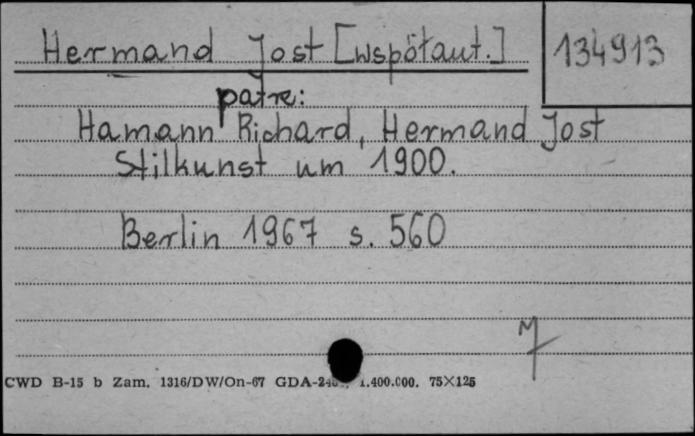 Hermand Jost [współaut.] 134913
patrz:
Hamann Richard, Hermand Jost
Stilkunst um 1900.
Berlin 1967 s. 560
M
CWD B-15 b Zam. 1316/DW/On-67 GDA- 1.400.000. 75×125